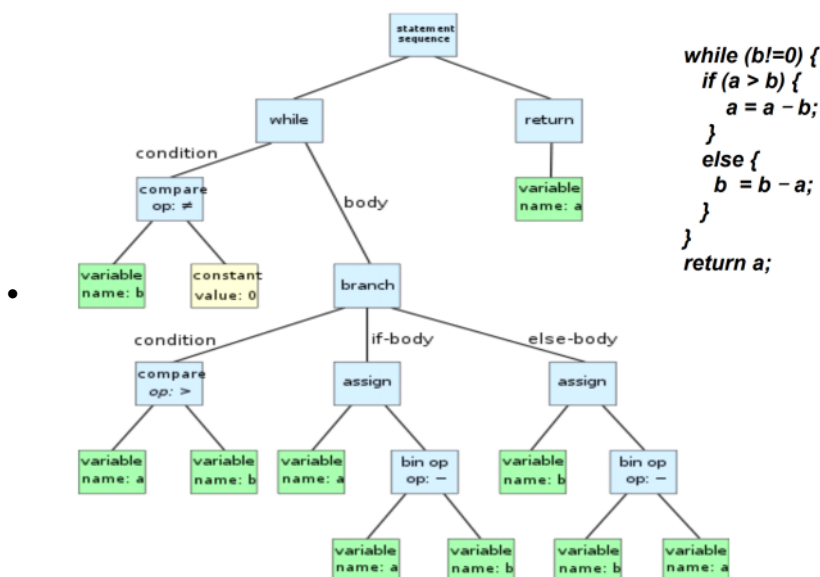 statement
sequence
while
return
condition
compare
op: ≠
body
variable
name: a
variable
name: b
constant
value: 0
branch
condition
if-body
else-body
compare
op: >
assign
assign
variable
name: a
variable
name: b
variable
name: a
bin op
op: −
variable
name: b
bin op
op: −
variable
name: a
variable
name: b
variable
name: b
variable
name: a
while (b!=0) {
if (a > b) {
a = a − b;
}
else {
b = b − a;
}
}
return a;